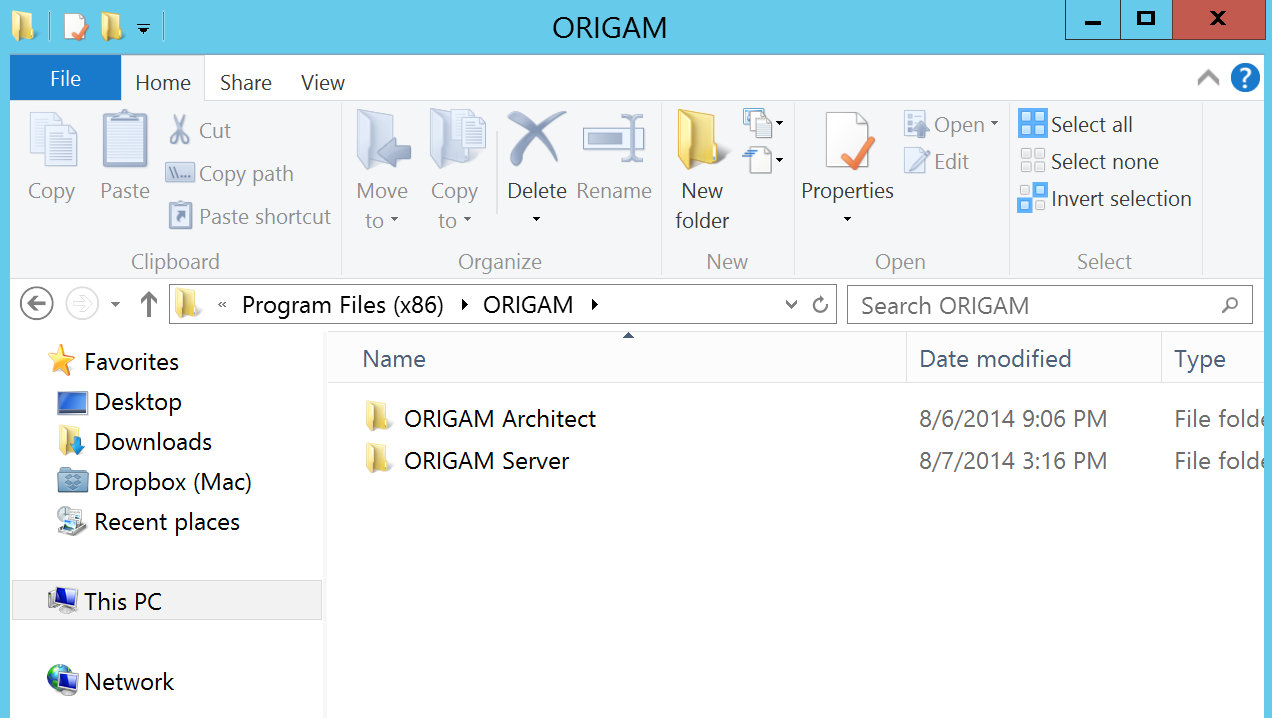 ORIGAM
File
Home
Share
View
Copy
Paste
Cut
Copy path
Paste shortcut
Clipboard
Move
to
Copy
to
Delete
Rename
Organize
New
folder
New
Properties
Open
Edit
Open
Select all
Select none
Invert selection
Select
« Program Files (x86) ORIGAM
Search ORIGAM
Favorites
Desktop
Downloads
Dropbox (Mac)
Recent places
This PC
Network
Name Date modified Type
ORIGAM Architect 8/6/2014 9:06 PM File folde
ORIGAM Server 8/7/2014 3:16 PM File folde